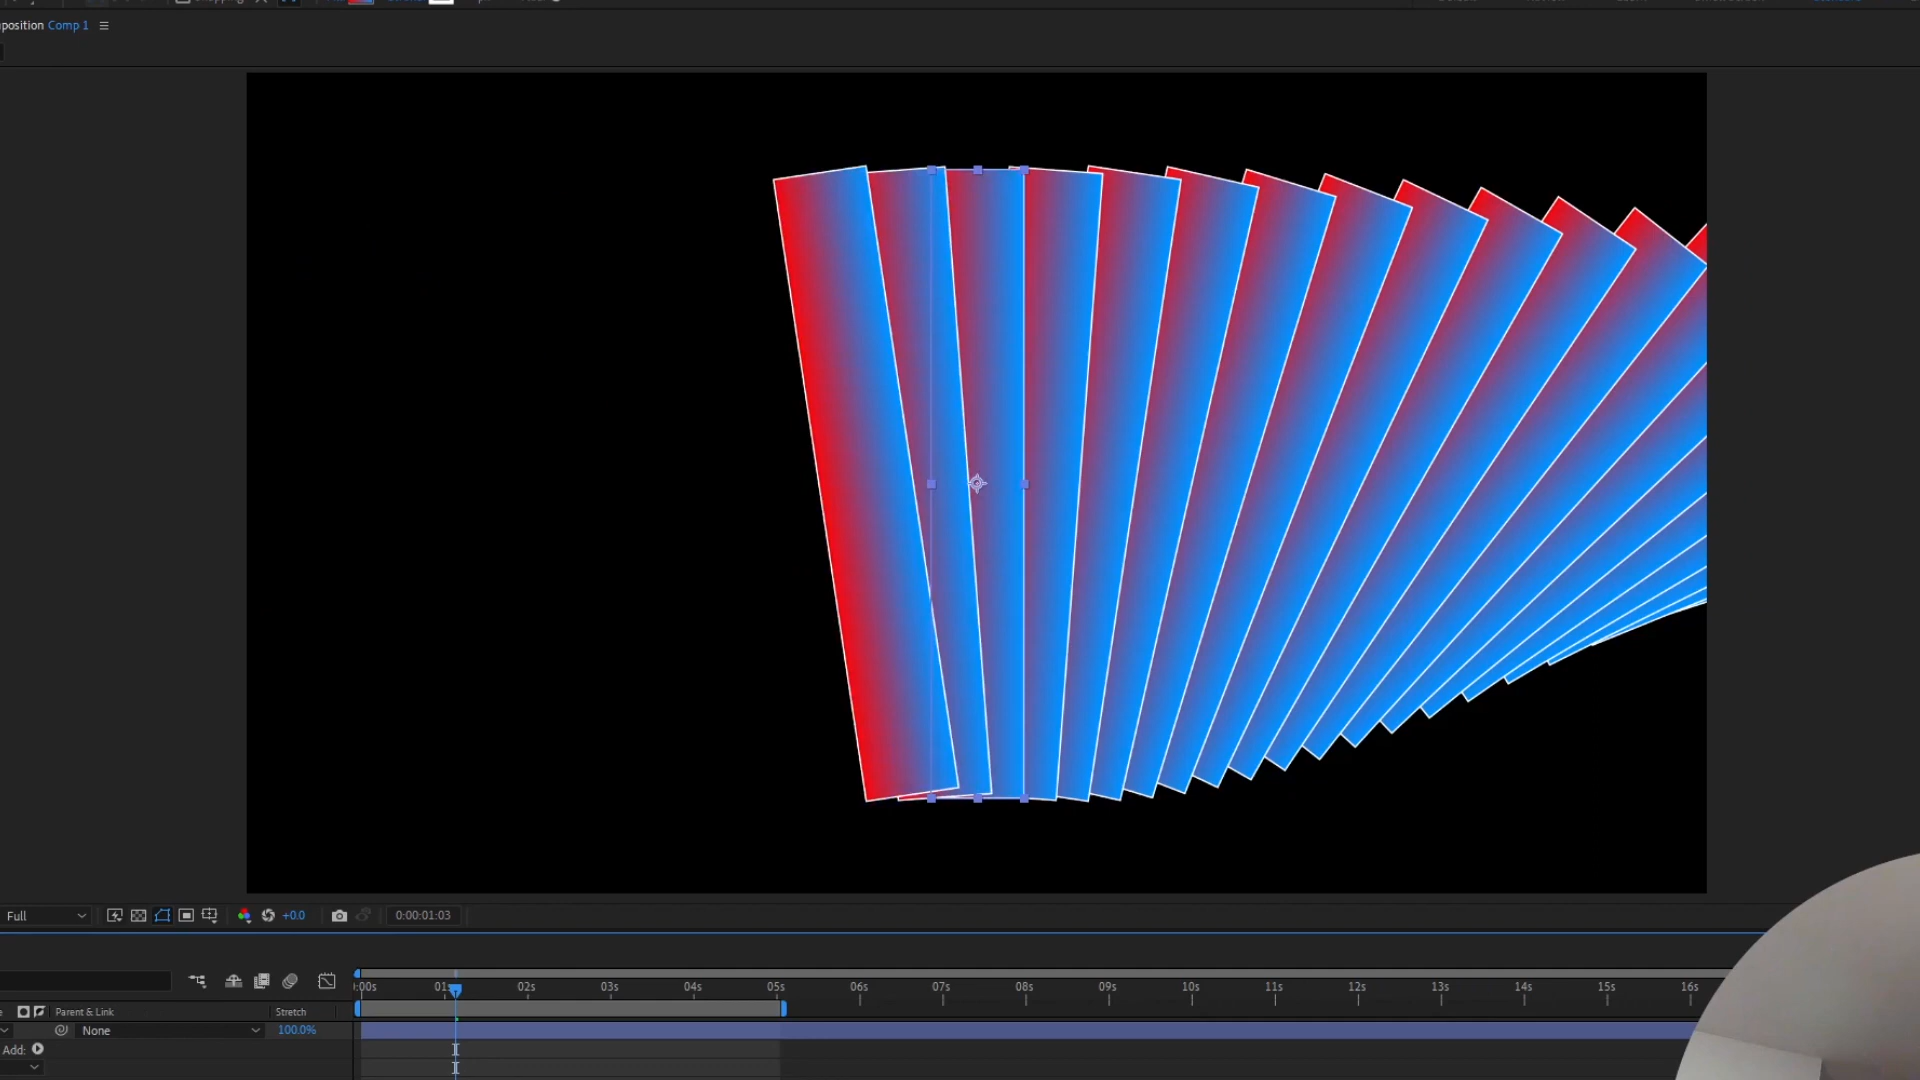 position Comp 1
Full
+0.0
0:00:01:03
:00s
01s
02s
03s
04s
05s
06s
07s
08s
09s
10s
11s
12s
13s
14s
15s
16s
Parent & Link
Stretch
None
100.0%
Add: